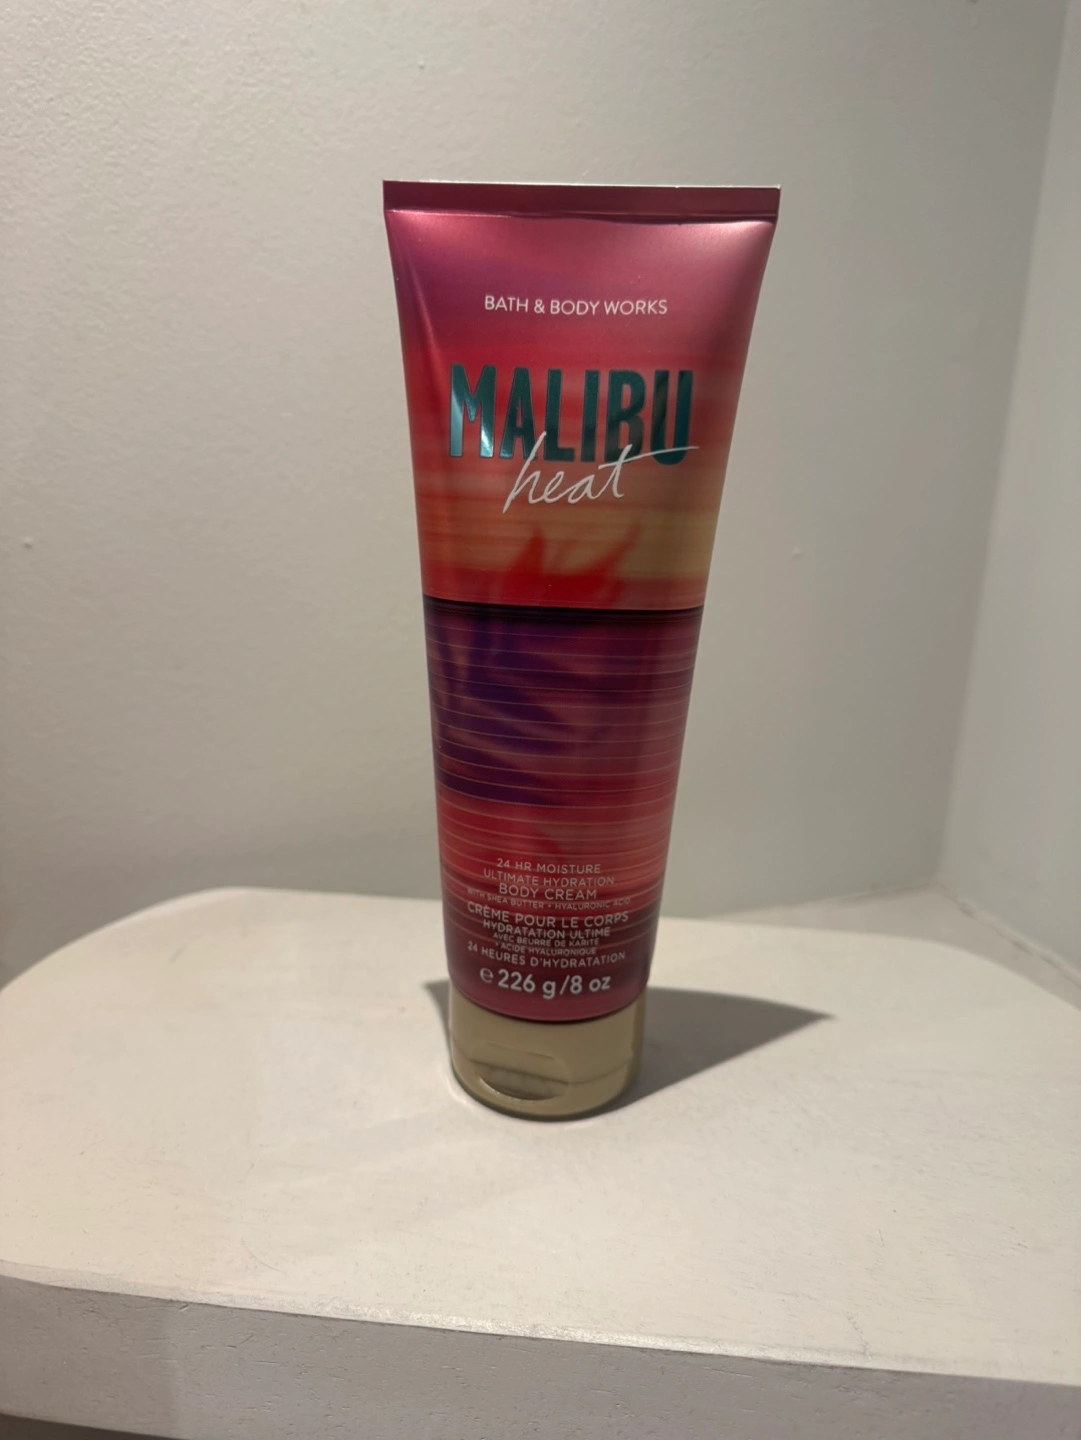 BATH & BODY WORKS
MALIBU
heat
24 HR MOISTURE
ULTIMATE HYDRATION
BODY CREAM
WITH SHEA BUTTER + HYALURONIC ACID
CRÈME POUR LE CORPS
HYDRATATION ULTIME
AVEC BEURRE DE KARITÉ
+ ACIDE HYALURONIQUE
24 HEURES D'HYDRATATION
℮ 226 g/8 oz